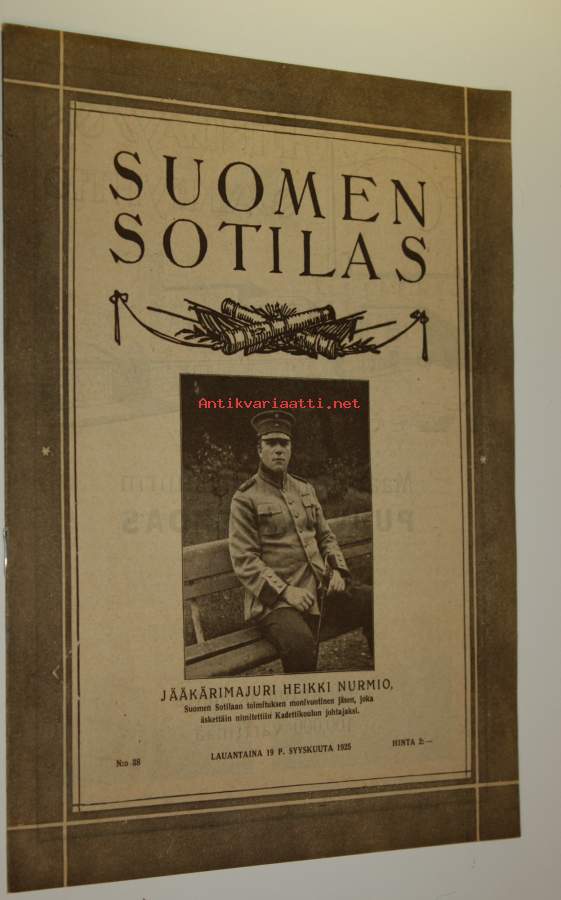 SUOMEN
SOTILAS
Antikvariaatti.net
JÄÄKÄRIMAJURI HEIKKI NURMIO,
Suomen Sotilaan toimituksen monivuotinen jäsen, joka
äskettäin nimitettiin Kadettikoulun johtajaksi.
N:o 38 LAUANTAINA 19 P. SYYSKUUTA 1925 HINTA 2: —